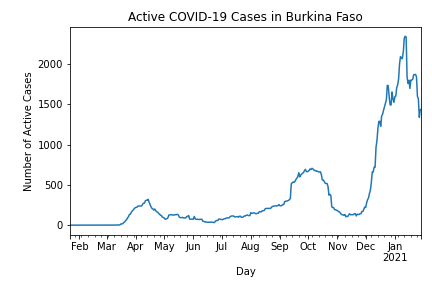 Active COVID-19 Cases in Burkina Faso
Number of Active Cases
2000
1500
1000
500
0
Feb Mar Apr May Jun Jul Aug Sep Oct Nov Dec Jan
2021
Day